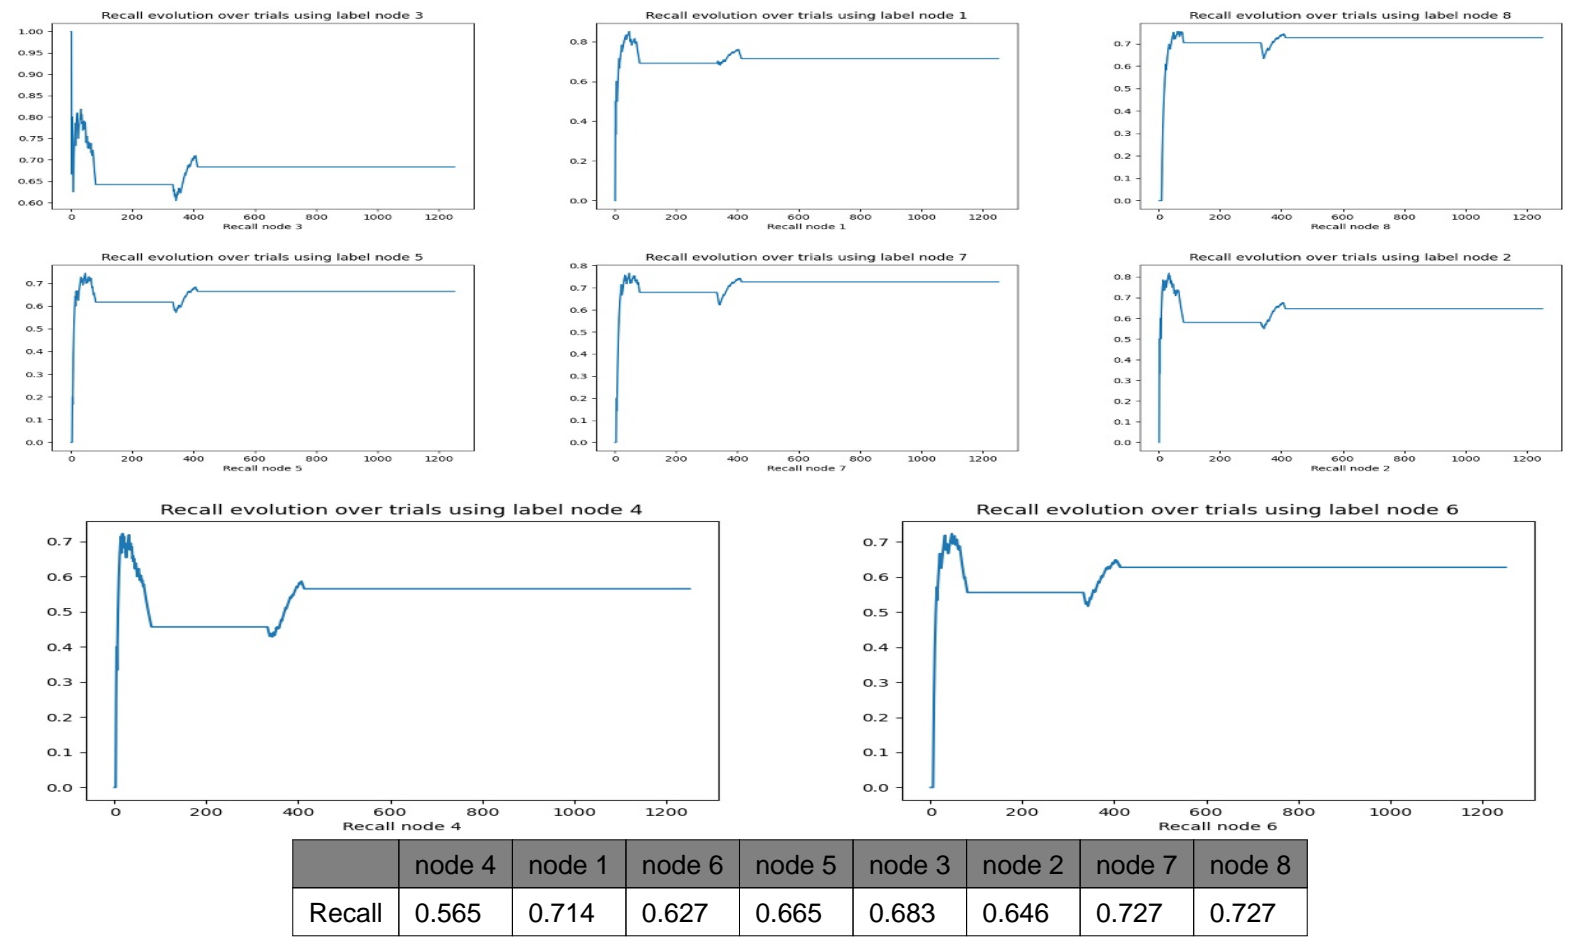 Recall evolution over trials using label node 3
1.00
0.95
0.90
0.85
0.80
0.75
0.70
0.65
0.60
0 200 400 600 800 1000 1200
Recall node 3
Recall evolution over trials using label node 1
0.8
0.6
0.4
0.2
0.0
0 200 400 600 800 1000 1200
Recall node 1
Recall evolution over trials using label node 8
0.7
0.6
0.5
0.4
0.3
0.2
0.1
0.0
0 200 400 600 800 1000 1200
Recall node 8
Recall evolution over trials using label node 5
0.7
0.6
0.5
0.4
0.3
0.2
0.1
0.0
0 200 400 600 800 1000 1200
Recall node 5
Recall evolution over trials using label node 7
0.8
0.7
0.6
0.5
0.4
0.3
0.2
0.1
0.0
0 200 400 600 800 1000 1200
Recall node 7
Recall evolution over trials using label node 2
0.8
0.7
0.6
0.5
0.4
0.3
0.2
0.1
0.0
0 200 400 600 800 1000 1200
Recall node 2
Recall evolution over trials using label node 4
0.7
0.6
0.5
0.4
0.3
0.2
0.1
0.0
0 200 400 600 800 1000 1200
Recall node 4
Recall evolution over trials using label node 6
0.7
0.6
0.5
0.4
0.3
0.2
0.1
0.0
0 200 400 600 800 1000 1200
Recall node 6
node 4 node 1 node 6 node 5 node 3 node 2 node 7 node 8
Recall 0.565 0.714 0.627 0.665 0.683 0.646 0.727 0.727